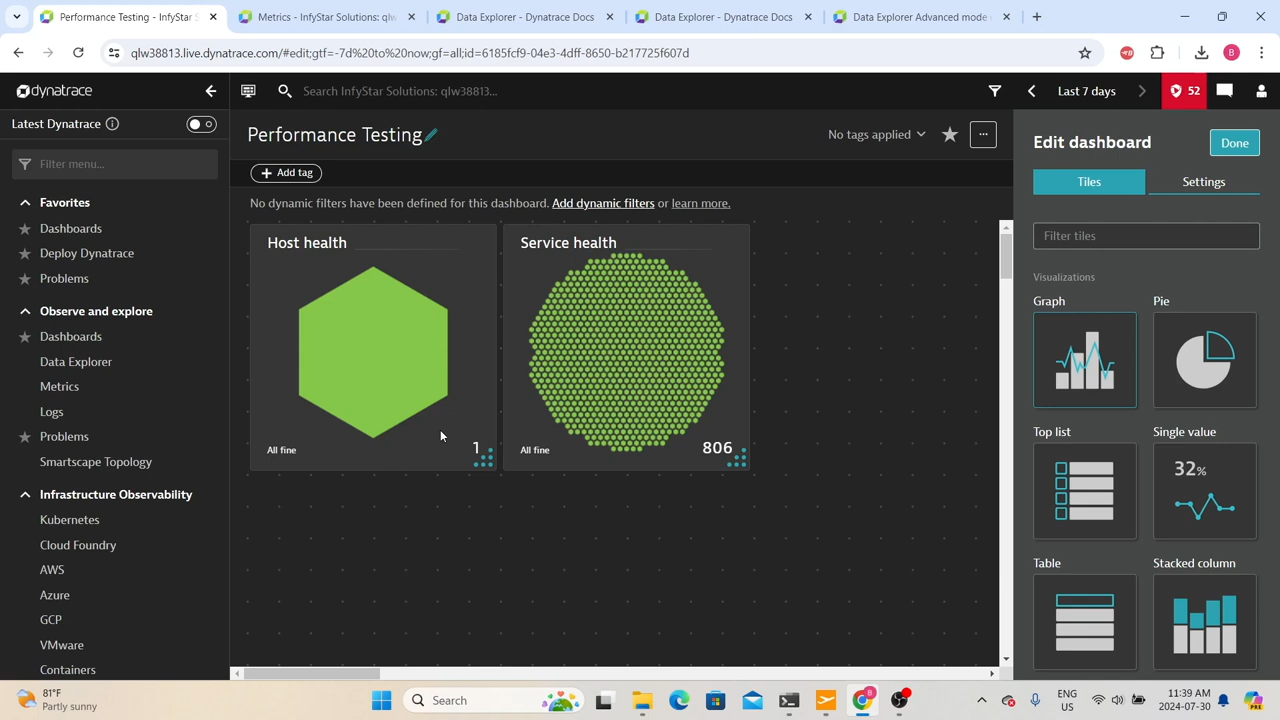 Performance Testing - InfyStar S
Metrics - InfyStar Solutions: qlw
Data Explorer - Dynatrace Docs
Data Explorer - Dynatrace Docs
Data Explorer Advanced mode
qlw38813.live.dynatrace.com/#edit;gtf=-7d%20to%20now;gf=all;id=6185fcf9-04e3-4dff-8650-b217725f607d
B
dynatrace
Search InfyStar Solutions: qlw38813...
Last 7 days
52
Latest Dynatrace
Filter menu...
Favorites
Dashboards
Deploy Dynatrace
Problems
Observe and explore
Dashboards
Data Explorer
Metrics
Logs
Problems
Smartscape Topology
Infrastructure Observability
Kubernetes
Cloud Foundry
AWS
Azure
GCP
VMware
Containers
Performance Testing
No tags applied
...
Add tag
No dynamic filters have been defined for this dashboard. Add dynamic filters or learn more.
Host health
All fine
1
Service health
All fine
806
Edit dashboard
Done
Tiles
Settings
Filter tiles
Visualizations
Graph
Pie
Top list
Single value
32%
Table
Stacked column
81°F
Partly sunny
Search
B
ENG
US
11:39 AM
2024-07-30
PRE